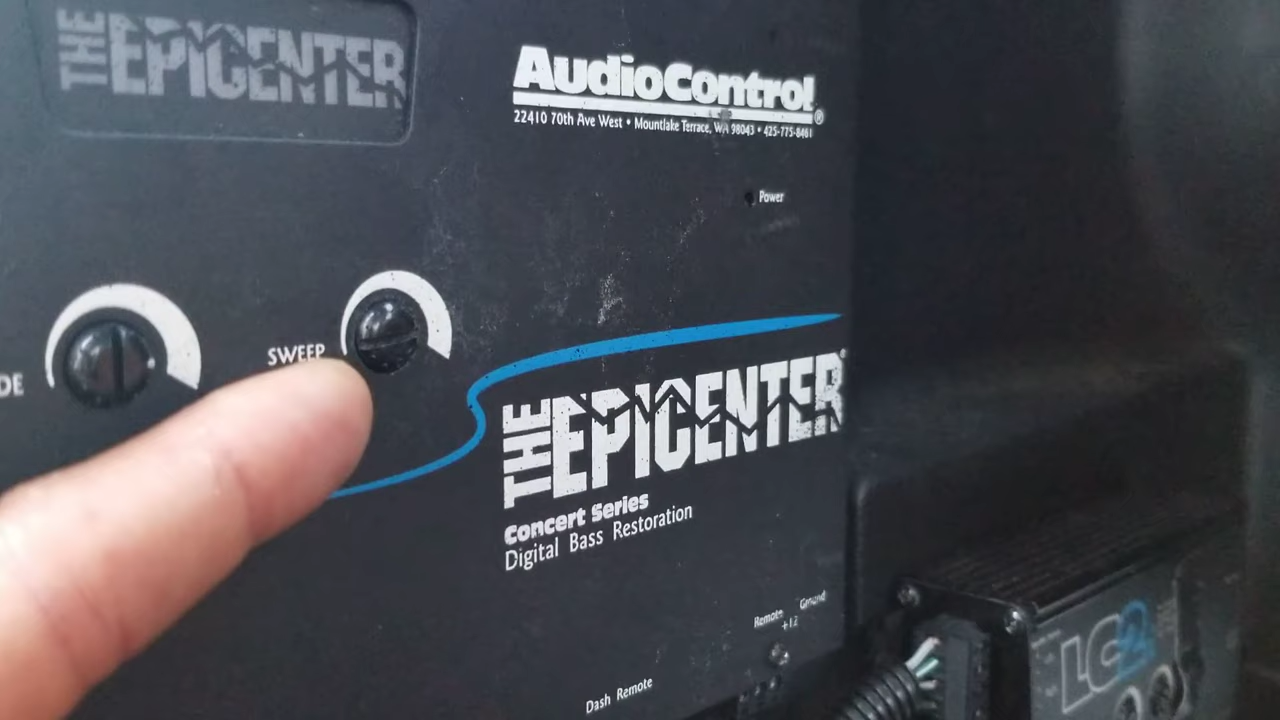 THE EPICENTER
AudioControl®
22410 70th Ave West • Mountlake Terrace, WA 98043 • 425-775-8461
Power
DE
SWEEP
THE EPICENTER®
Concert Series
Digital Bass Restoration
Remote Ground
+12
Dash Remote
LC2